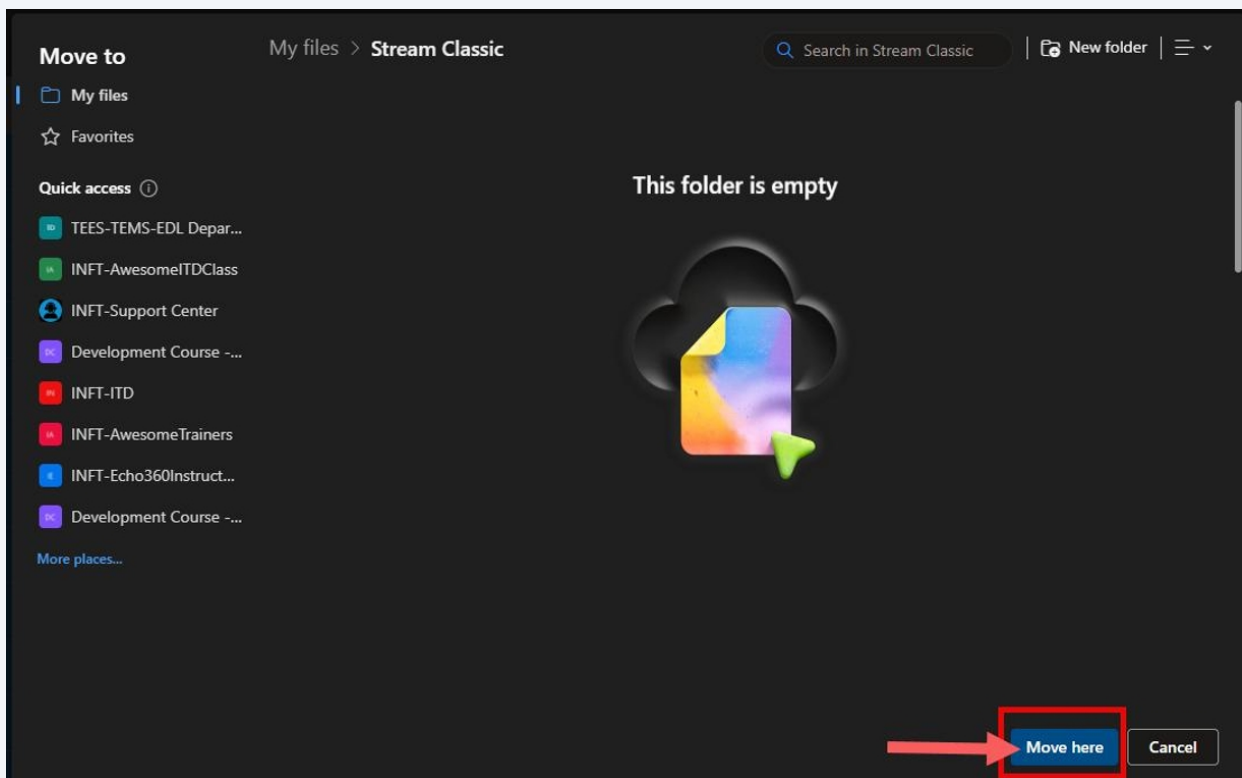 Move to
My files > Stream Classic
Search in Stream Classic
New folder
My files
Favorites
Quick access
TEES-TEMS-EDL Depar...
INFT-AwesomeITDClass
INFT-Support Center
Development Course -...
INFT-ITD
INFT-AwesomeTrainers
INFT-Echo360Instruct...
Development Course -...
More places...
This folder is empty
Move here
Cancel